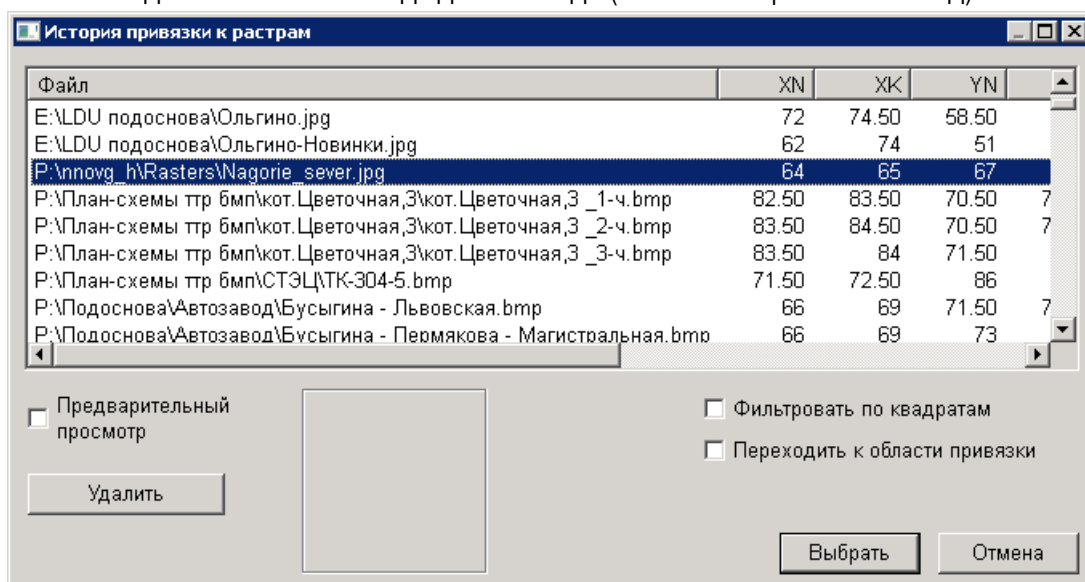 История привязки к растрам
Файл XN XK YN
E:\LDU подоснова\Ольгино.jpg 72 74.50 58.50
E:\LDU подоснова\Ольгино-Новинки.jpg 62 74 51
P:\nnovg_h\Rasters\Nagorie_sever.jpg 64 65 67
P:\План-схемы ттр бмп\кот.Цветочная,3\кот.Цветочная,3 _1-ч.bmp 82.50 83.50 70.50 7
P:\План-схемы ттр бмп\кот.Цветочная,3\кот.Цветочная,3 _2-ч.bmp 83.50 84.50 70.50 7
P:\План-схемы ттр бмп\кот.Цветочная,3\кот.Цветочная,3 _3-ч.bmp 83.50 84 71.50
P:\План-схемы ттр бмп\СТЭЦ\ТК-304-5.bmp 71.50 72.50 86
P:\Подоснова\Автозавод\Бусыгина - Львовская.bmp 66 69 71.50 7
P:\Подоснова\Автозавод\Бусыгина - Пермякова - Магистральная.bmp 66 69 73
Предварительный
просмотр
Фильтровать по квадратам
Переходить к области привязки
Удалить
Выбрать Отмена